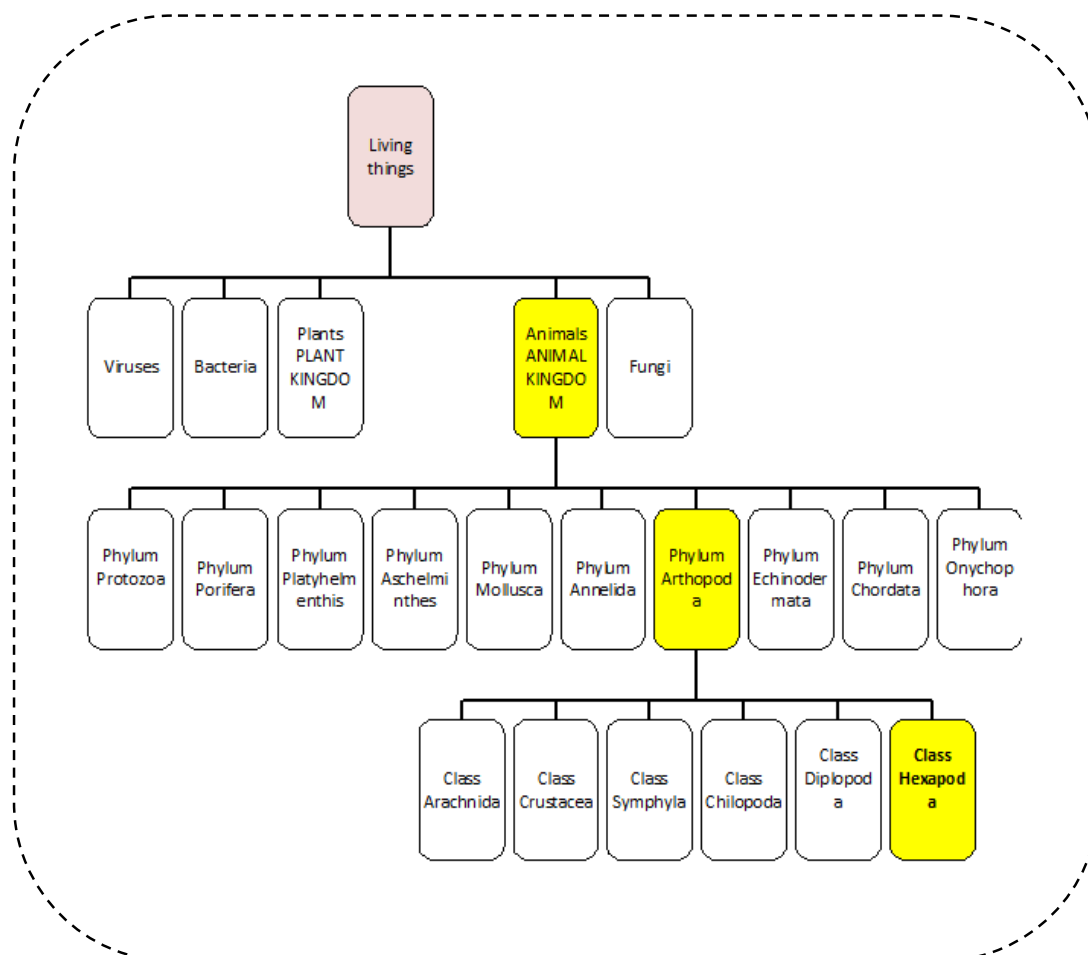 Living
things
Viruses
Bacteria
Plants
PLANT
KINGDO
M
Animals
ANIMAL
KINGDO
M
Fungi
Phylum
Protozoa
Phylum
Porifera
Phylum
Platyhelm
enthis
Phylum
Aschelmi
nthes
Phylum
Mollusca
Phylum
Annelida
Phylum
Arthopod
a
Phylum
Echinoder
mata
Phylum
Chordata
Phylum
Onychop
hora
Class
Arachnida
Class
Crustacea
Class
Symphyla
Class
Chilopoda
Class
Diplopod
a
Class
Hexapod
a